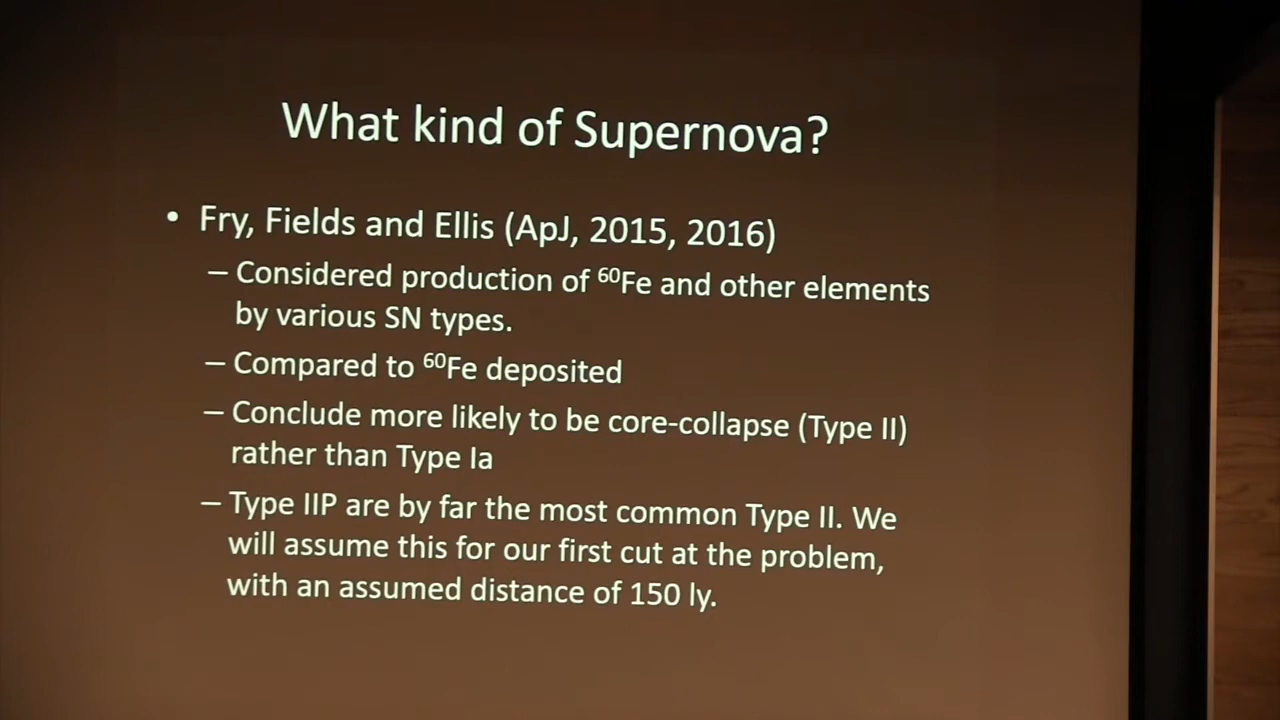 What kind of Supernova?
• Fry, Fields and Ellis (ApJ, 2015, 2016)
– Considered production of ⁶⁰Fe and other elements
by various SN types.
– Compared to ⁶⁰Fe deposited
– Conclude more likely to be core-collapse (Type II)
rather than Type Ia
– Type IIP are by far the most common Type II. We
will assume this for our first cut at the problem,
with an assumed distance of 150 ly.